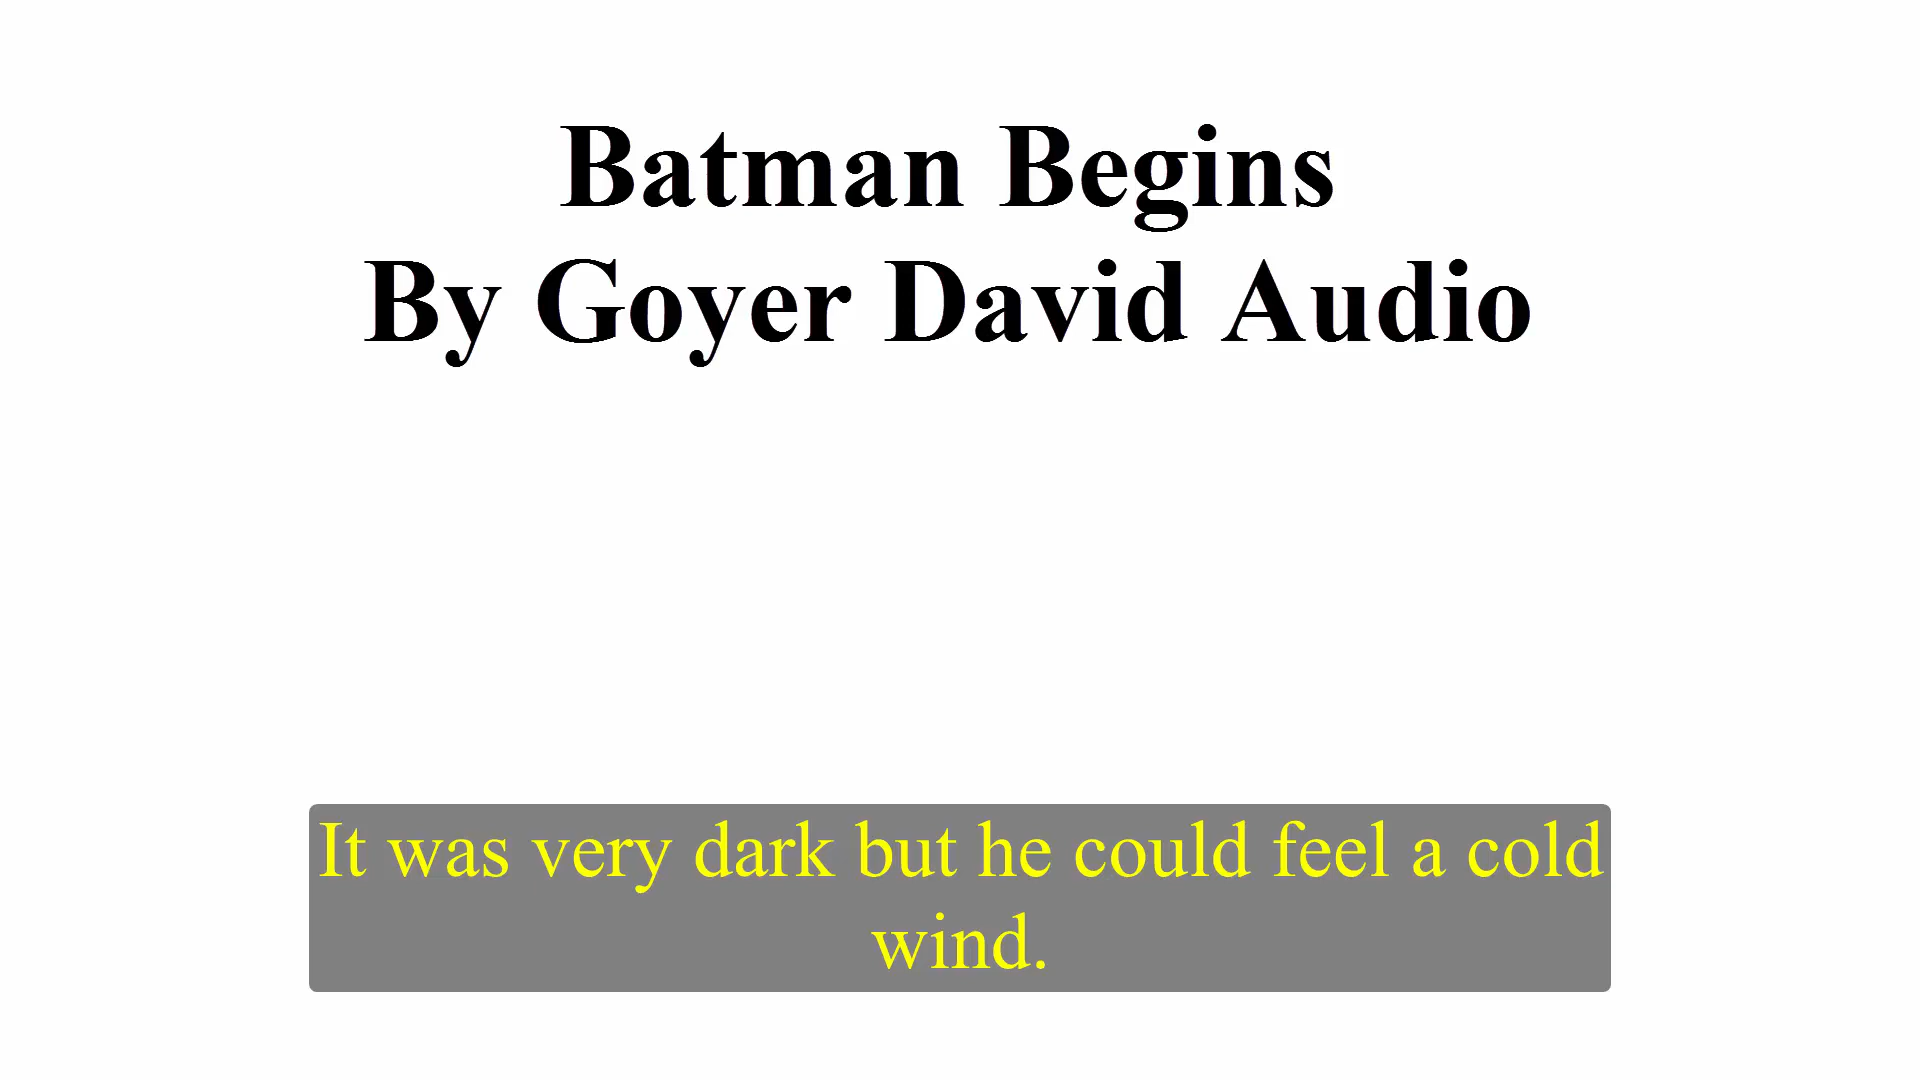 Batman Begins
By Goyer David Audio
It was very dark but he could feel a cold
wind.